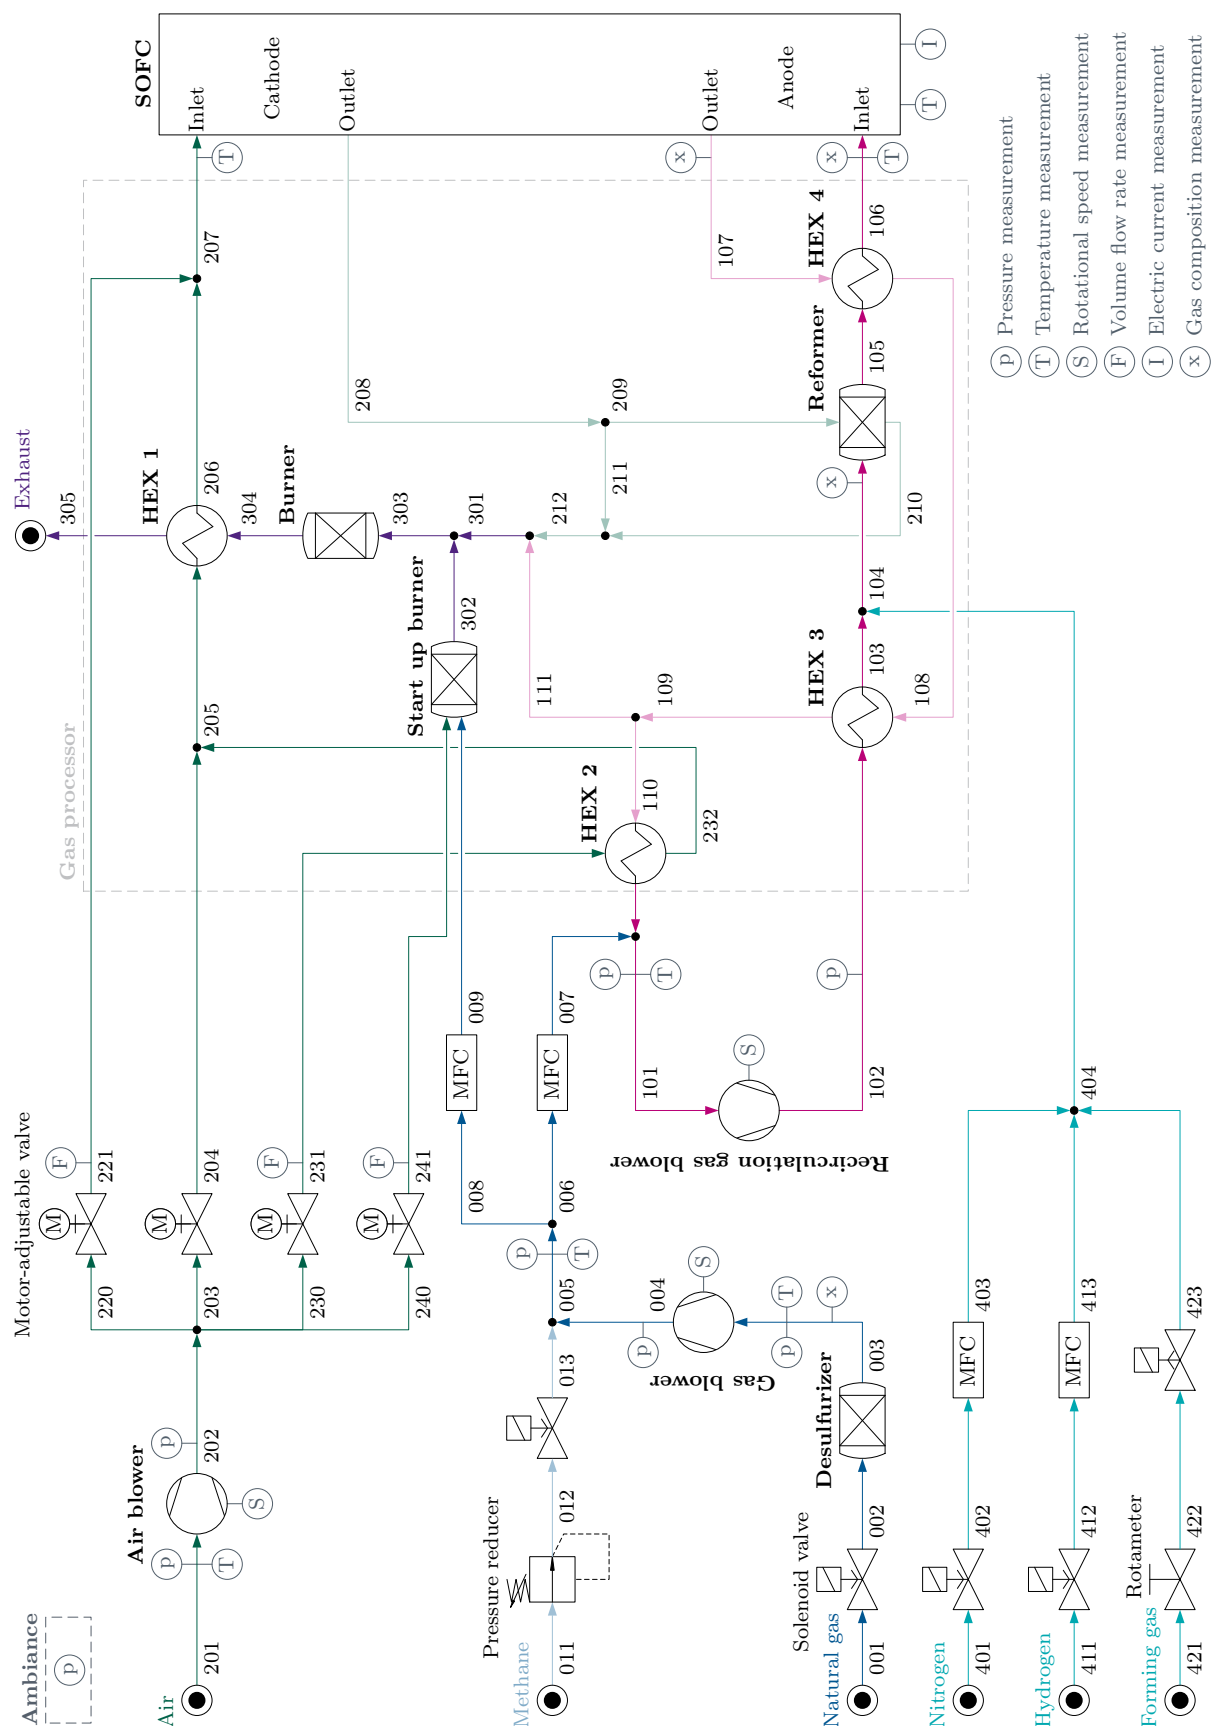 Ambiance
p
Air
201
p
T
Air blower
S
p
202
Motor-adjustable valve
220
M
F
221
203
M
204
230
M
F
231
240
M
F
241
Methane
011
Pressure reducer
012
013
Natural gas
001
Solenoid valve
002
Desulfurizer
003
x
p
T
Gas blower
S
p
004
005
p
T
006
008
MFC
009
MFC
007
p
T
101
Recirculation gas blower
S
102
p
Nitrogen
401
402
MFC
403
Hydrogen
411
412
MFC
413
Forming gas
421
Rotameter
422
423
404
Gas processor
205
HEX 2
110
232
109
111
HEX 3
103
108
104
Start up burner
302
301
212
303
Burner
304
HEX 1
206
305
Exhaust
211
209
210
208
x
Reformer
105
HEX 4
106
107
207
T
x
x
T
SOFC
Inlet
Cathode
Outlet
Outlet
Anode
Inlet
T
I
p Pressure measurement
T Temperature measurement
S Rotational speed measurement
F Volume flow rate measurement
I Electric current measurement
x Gas composition measurement